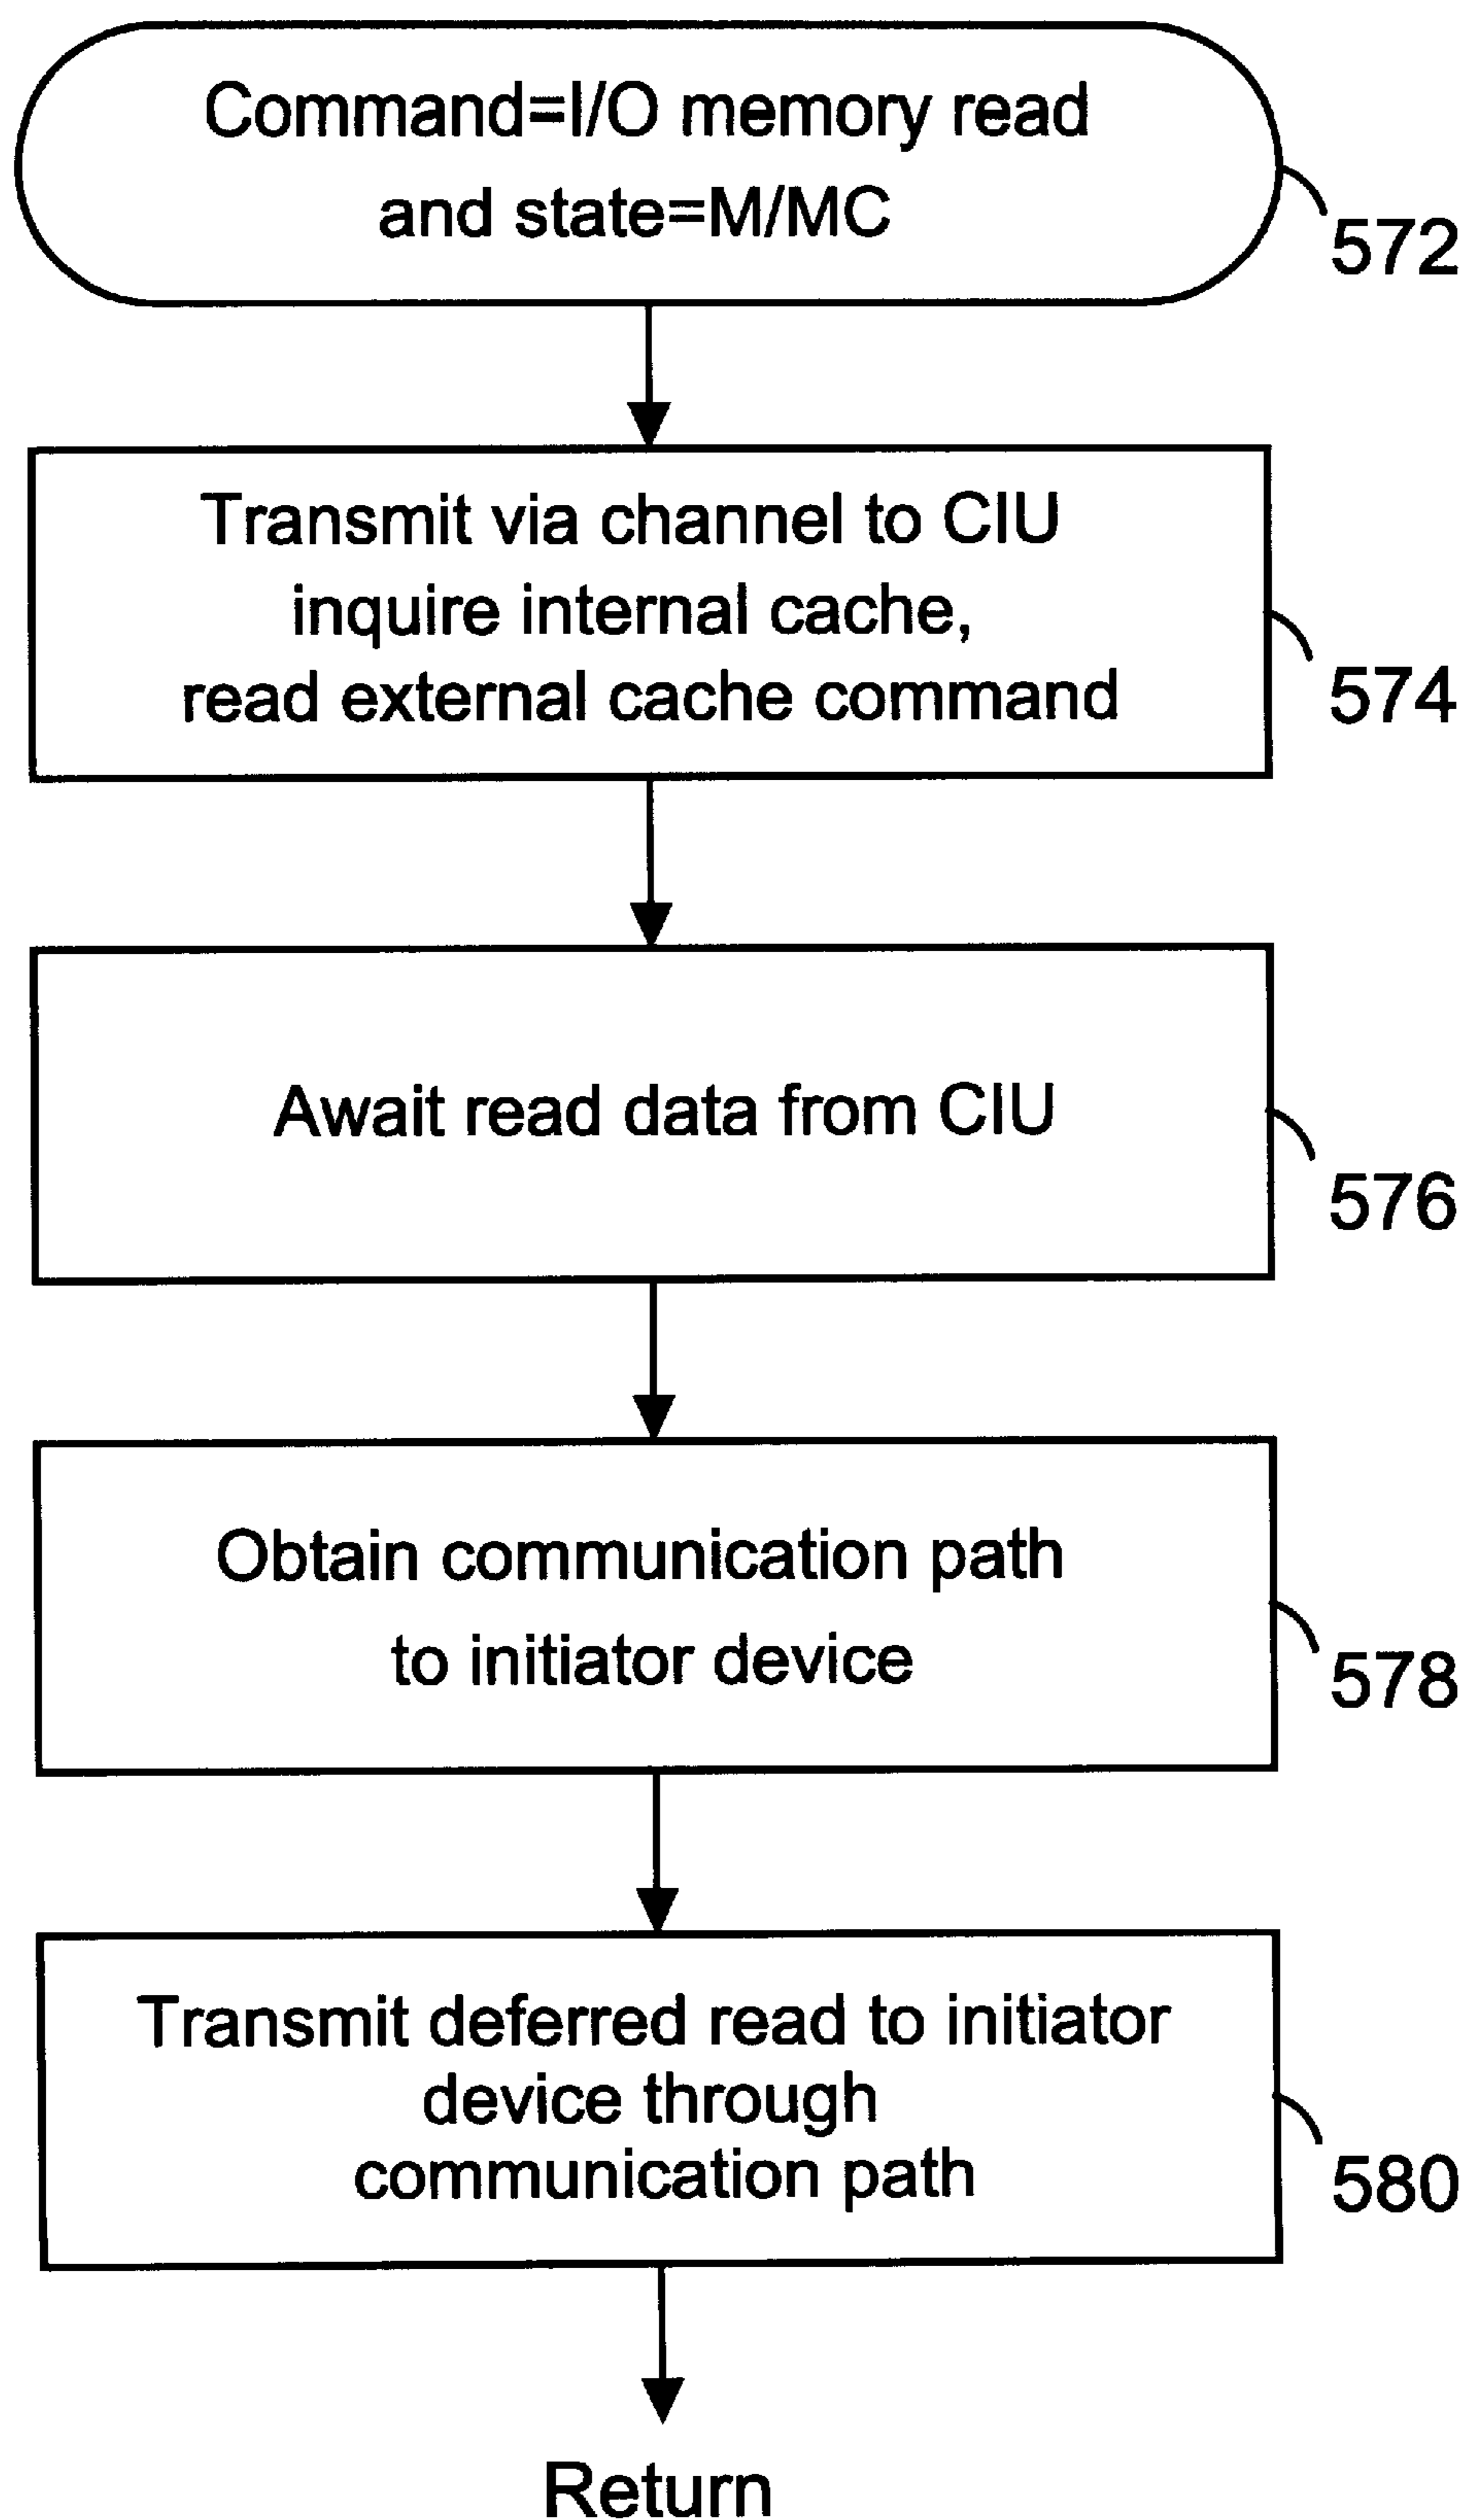 Command=I/O memory read
and state=M/MC
572
Transmit via channel to CIU
inquire internal cache,
read external cache command
574
Await read data from CIU
576
Obtain communication path
to initiator device
578
Transmit deferred read to initiator
device through
communication path
580
Return